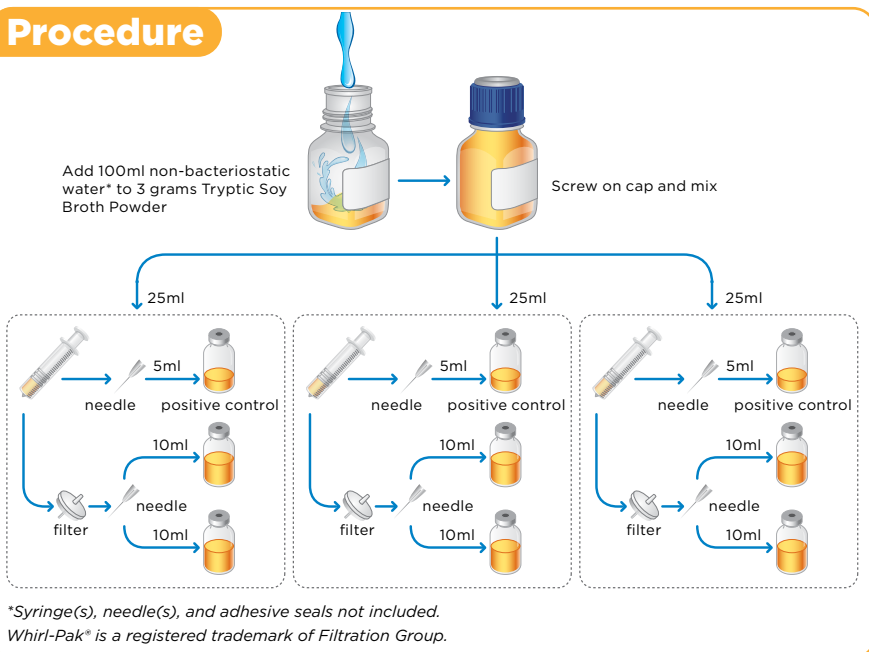 Procedure
Add 100ml non-bacteriostatic
water* to 3 grams Tryptic Soy
Broth Powder
Screw on cap and mix
25ml
25ml
25ml
5ml
needle
positive control
10ml
filter
needle
10ml
5ml
needle
positive control
10ml
filter
needle
10ml
5ml
needle
positive control
10ml
filter
needle
10ml
*Syringe(s), needle(s), and adhesive seals not included.
Whirl-Pak® is a registered trademark of Filtration Group.